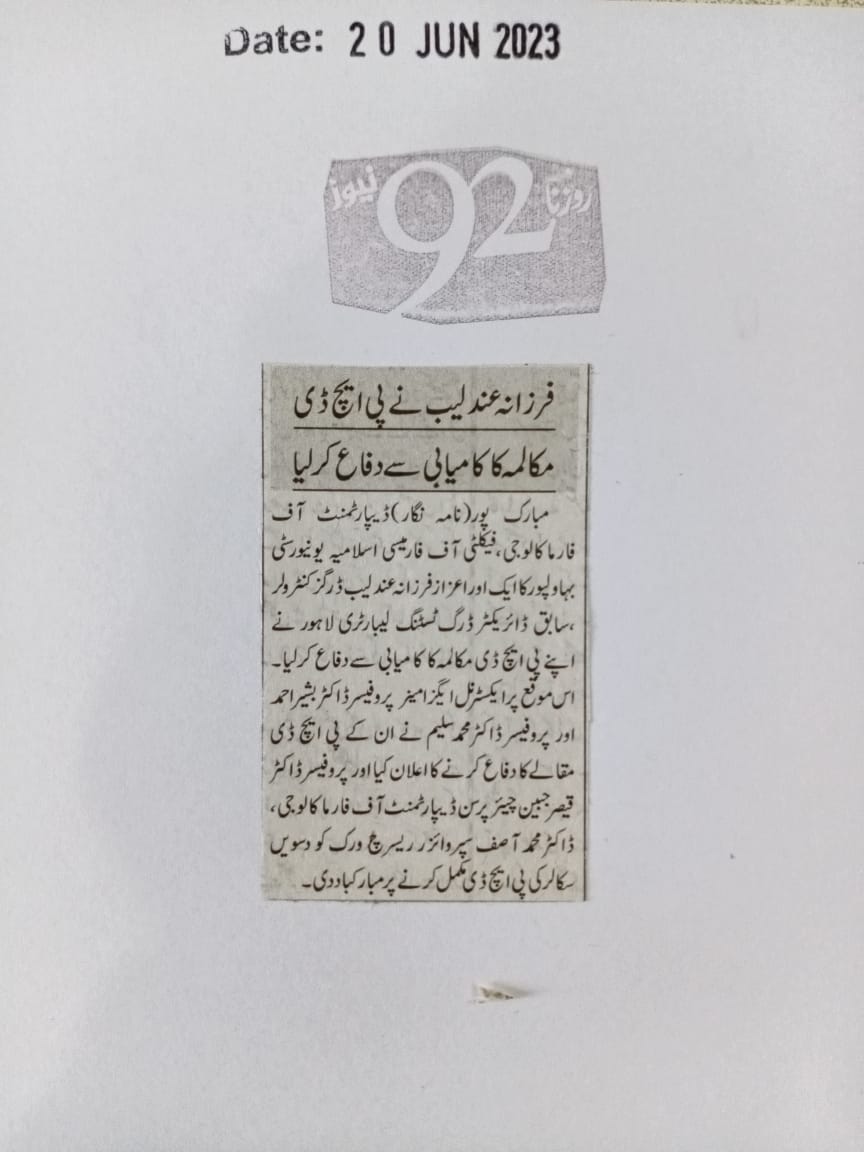 Date: 20 JUN 2023
روزنامہ 92 نیوز
فرزانہ عندلیب نے پی ایچ ڈی
مکالمہ کا کامیابی سے دفاع کر لیا
مبارک پور(نامہ نگار)ڈیپارٹمنٹ آف
فارماکالوجی، فیکلٹی آف فارمیسی اسلامیہ یونیورسٹی
بہاولپور کا ایک اور اعزاز فرزانہ عندلیب ڈرگز کنٹرولر
،سابق ڈائریکٹر ڈرگ ٹسٹنگ لیبارٹری لاہور نے
اپنے پی ایچ ڈی مکالمہ کا کامیابی سے دفاع کر لیا۔
اس موقع پر ایکسٹرنل ایگزامینر پروفیسر ڈاکٹر بشیر احمد
اور پروفیسر ڈاکٹر محمد سلیم نے ان کے پی ایچ ڈی
مقالے کا دفاع کرنے کا اعلان کیا اور پروفیسر ڈاکٹر
قیصر جبین چیئر پرسن ڈیپارٹمنٹ آف فارماکالوجی،
ڈاکٹر محمد آصف سپروائزر ریسرچ ورک کو دسویں
سکالر کی پی ایچ ڈی مکمل کرنے پر مبارکباد دی۔